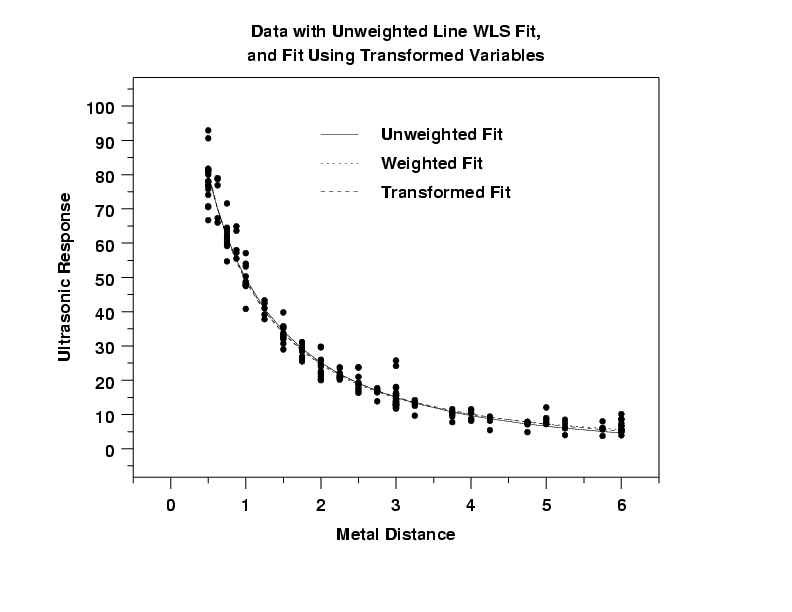 Data with Unweighted Line WLS Fit,
and Fit Using Transformed Variables
100
90
80
70
60
50
40
30
20
10
0
Ultrasonic Response
Unweighted Fit
Weighted Fit
Transformed Fit
0 1 2 3 4 5 6
Metal Distance